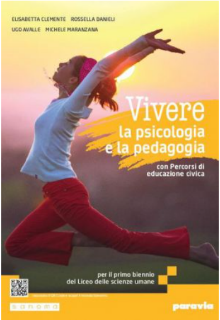 ELISABETTA CLEMENTE ROSSELLA DANIELI
UGO AVALLE MICHELE MARANZANA
Vivere
la psicologia
e la pedagogia
con Percorsi di
educazione civica
per il primo biennio
del Liceo delle scienze umane
sanoma
paravia